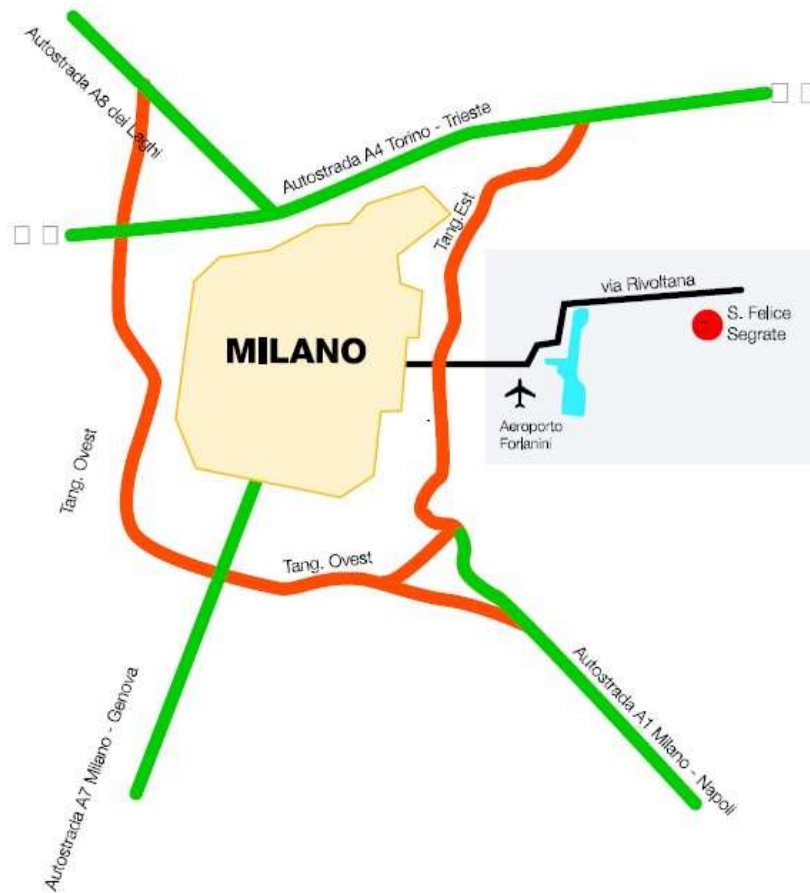 Autostrada A8 dei Laghi
Autostrada A4 Torino - Trieste
Tang.Est
via Rivoltana
S. Felice
Segrate
MILANO
Aeroporto
Forlanini
Tang. Ovest
Tang. Ovest
Autostrada A7 Milano - Genova
Autostrada A1 Milano - Napoli